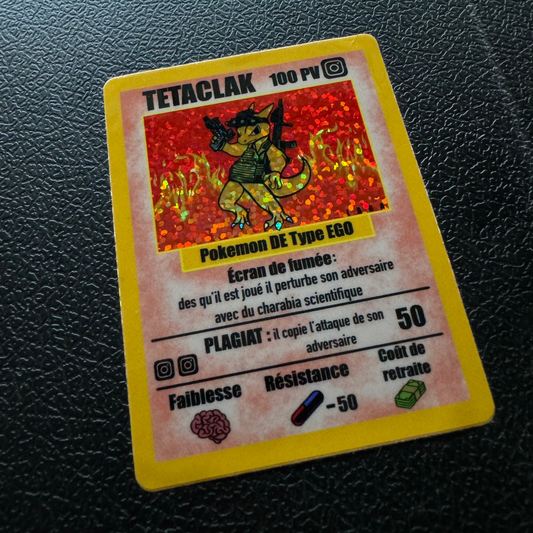 TETACLAK 100 PV
Pokemon DE Type EGO
Écran de fumée:
des qu'il est joué il perturbe son adversaire
avec du charabia scientifique
PLAGIAT : il copie l'attaque de son 50
adversaire
Faiblesse Résistance Coût de
retraite
-50